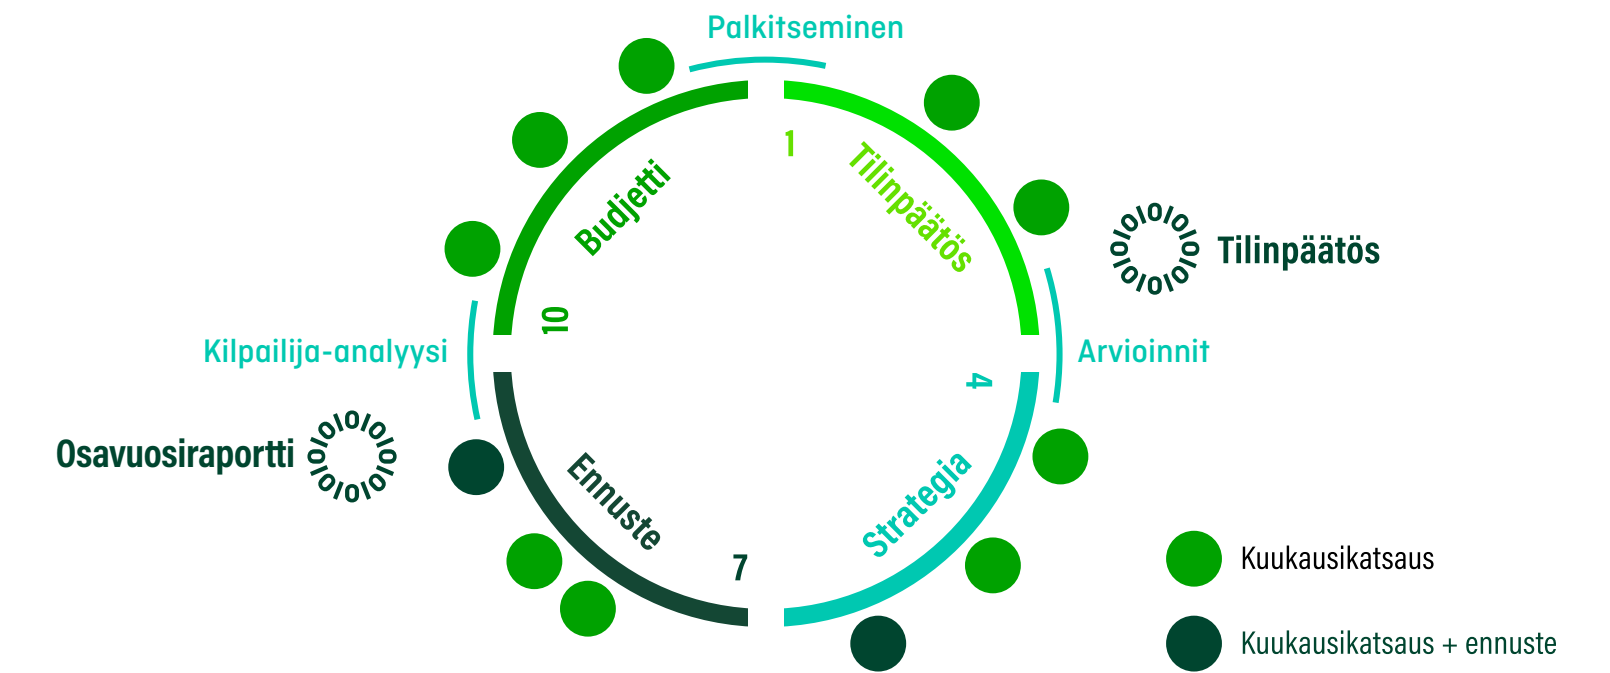 Palkitseminen
1
Tilinpäätös
Budjetti
Tilinpäätös
10
Kilpailija-analyysi
Arvioinnit
4
Osavuosiraportti
Ennuste
Strategia
7
Kuukausikatsaus
Kuukausikatsaus + ennuste